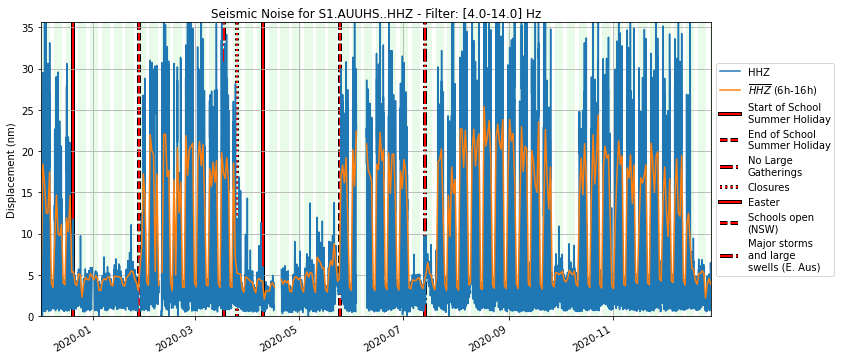 Seismic Noise for S1.AUUHS..HHZ - Filter: [4.0-14.0] Hz
Displacement (nm)
35
30
25
20
15
10
5
0
2020-01
2020-03
2020-05
2020-07
2020-09
2020-11
HHZ
HHZ (6h-16h)
Start of School
Summer Holiday
End of School
Summer Holiday
No Large
Gatherings
Closures
Easter
Schools open
(NSW)
Major storms
and large
swells (E. Aus)